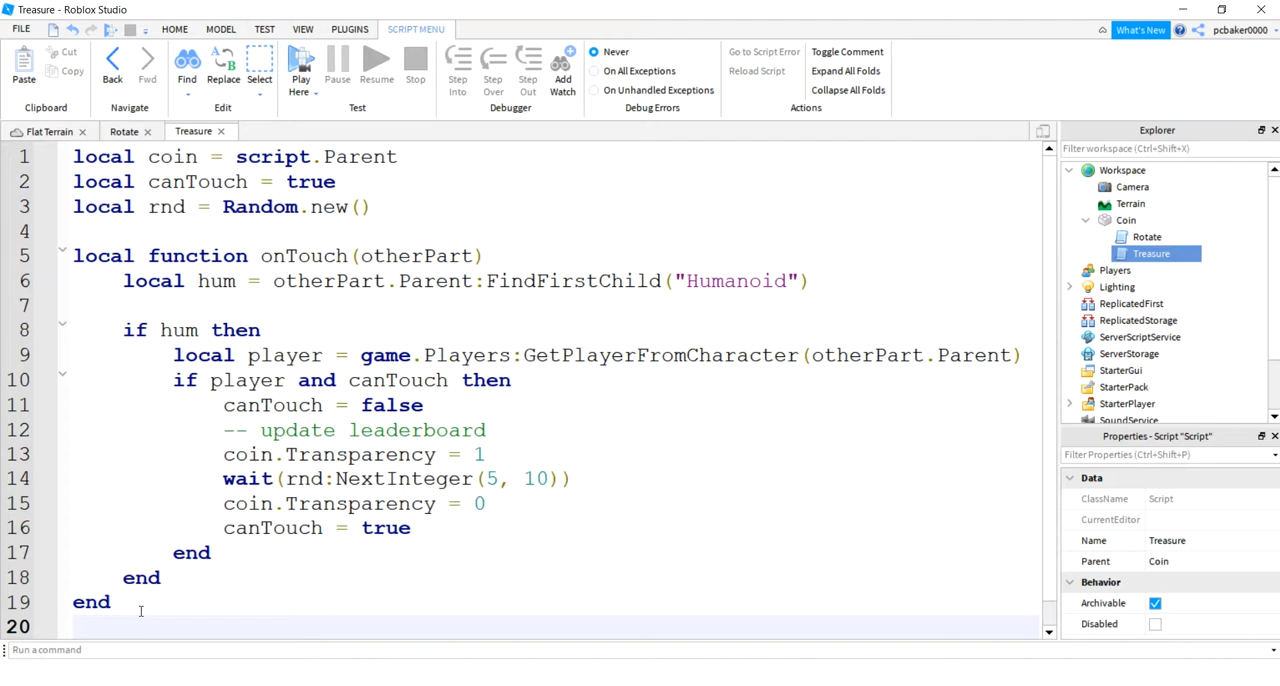 Treasure - Roblox Studio
FILE HOME MODEL TEST VIEW PLUGINS SCRIPT MENU What's New pcbaker0000
Paste Cut Copy Back Fwd Find Replace Select Play Here Pause Resume Stop Step Into Step Over Step Out Add Watch
Never
On All Exceptions
On Unhandled Exceptions
Go to Script Error
Reload Script
Toggle Comment
Expand All Folds
Collapse All Folds
Clipboard Navigate Edit Test Debugger Debug Errors Actions
Flat Terrain Rotate Treasure
1 local coin = script.Parent
2 local canTouch = true
3 local rnd = Random.new()
4
5 local function onTouch(otherPart)
6 local hum = otherPart.Parent:FindFirstChild("Humanoid")
7
8 if hum then
9 local player = game.Players:GetPlayerFromCharacter(otherPart.Parent)
10 if player and canTouch then
11 canTouch = false
12 -- update leaderboard
13 coin.Transparency = 1
14 wait(rnd:NextInteger(5, 10))
15 coin.Transparency = 0
16 canTouch = true
17 end
18 end
19 end
20
Run a command
Explorer
Filter workspace (Ctrl+Shift+X)
Workspace
Camera
Terrain
Coin
Rotate
Treasure
Players
Lighting
ReplicatedFirst
ReplicatedStorage
ServerScriptService
ServerStorage
StarterGui
StarterPack
StarterPlayer
SoundService
Properties - Script "Script"
Filter Properties (Ctrl+Shift+P)
Data
ClassName Script
CurrentEditor
Name Treasure
Parent Coin
Behavior
Archivable
Disabled